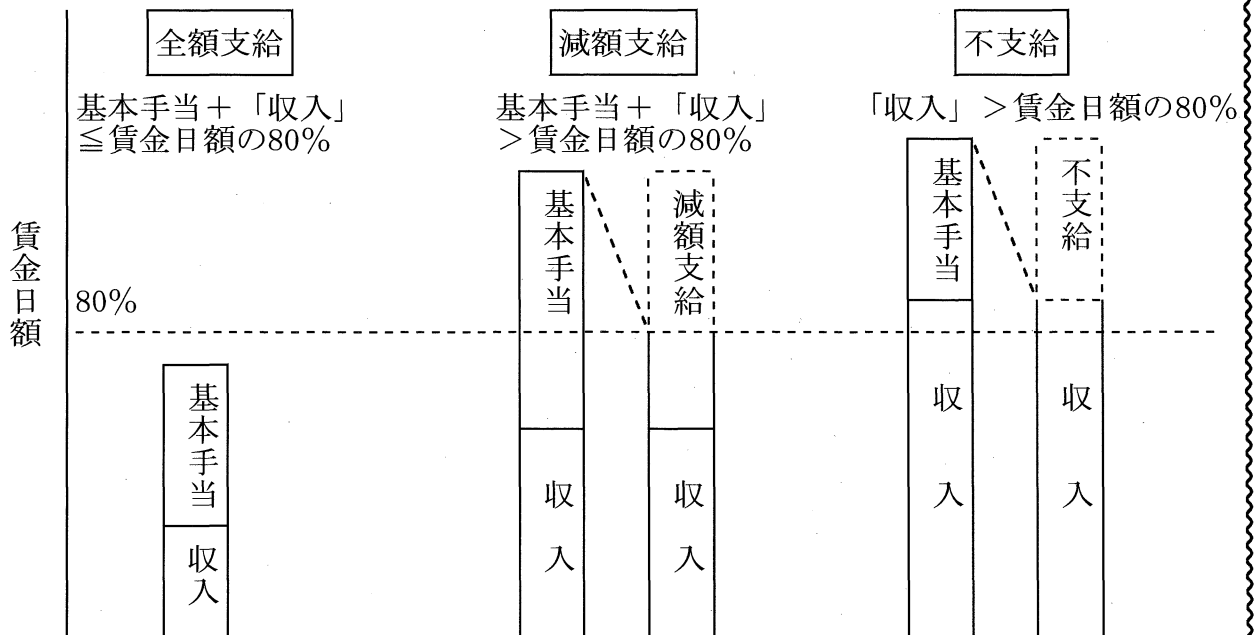 全額支給
基本手当＋「収入」
≦賃金日額の80％
減額支給
基本手当＋「収入」
＞賃金日額の80％
不支給
「収入」＞賃金日額の80％
賃金日額
80％
基本手当
収入
基本手当
収入
減額支給
収入
基本手当
収入
不支給
収入